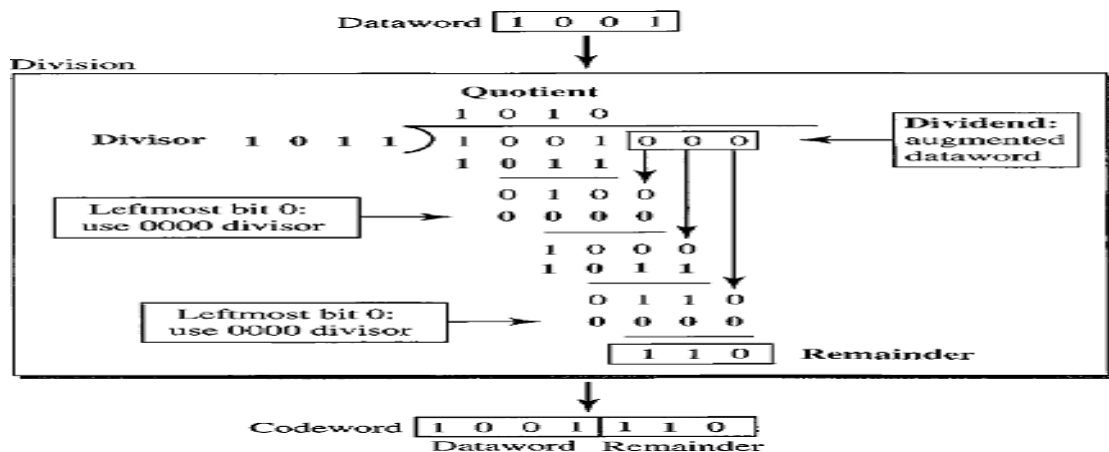 Dataword 1 0 0 1
Division
Quotient
1 0 1 0
Divisor 1 0 1 1 1 0 0 1 0 0 0
Dividend:
augmented
dataword
1 0 1 1
0 1 0 0
Leftmost bit 0:
use 0000 divisor
0 0 0 0
1 0 0 0
1 0 1 1
0 1 1 0
Leftmost bit 0:
use 0000 divisor
0 0 0 0
1 1 0 Remainder
Codeword 1 0 0 1 1 1 0
Dataword Remainder